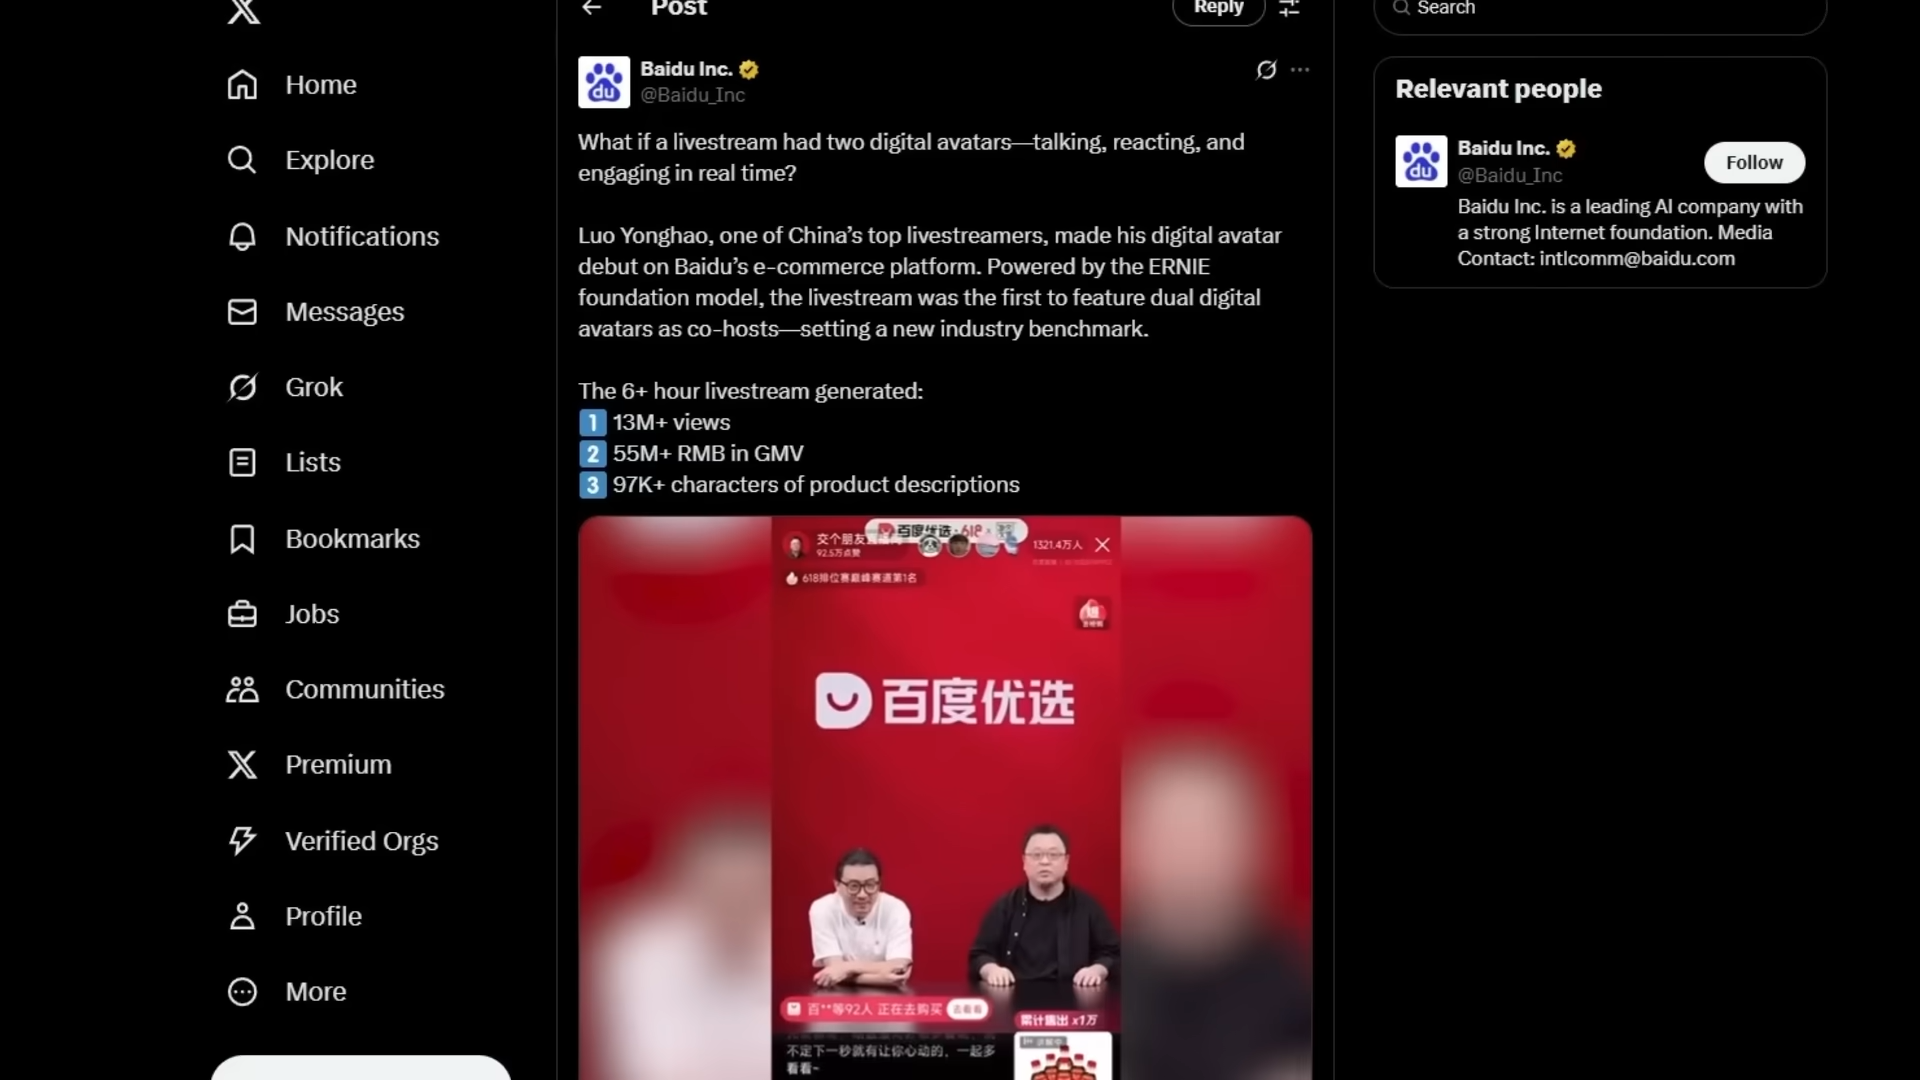 Home
Explore
Notifications
Messages
Grok
Lists
Bookmarks
Jobs
Communities
Premium
Verified Orgs
Profile
More
Post
Reply
Baidu Inc.
@Baidu_Inc
What if a livestream had two digital avatars—talking, reacting, and
engaging in real time?
Luo Yonghao, one of China’s top livestreamers, made his digital avatar
debut on Baidu’s e-commerce platform. Powered by the ERNIE
foundation model, the livestream was the first to feature dual digital
avatars as co-hosts—setting a new industry benchmark.
The 6+ hour livestream generated:
1 13M+ views
2 55M+ RMB in GMV
3 97K+ characters of product descriptions
百度优选·618
交个朋友直播间
1321.4万人
92.5万点赞
618排位赛巅峰赛道第1名
百度优选
du
百**等92人 正在去购买 去看看
累计售出 x1万
不定下一秒就有让你心动的，一起多
看看~
Search
Relevant people
du
Baidu Inc.
@Baidu_Inc
Follow
Baidu Inc. is a leading AI company with
a strong Internet foundation. Media
Contact: intlcomm@baidu.com